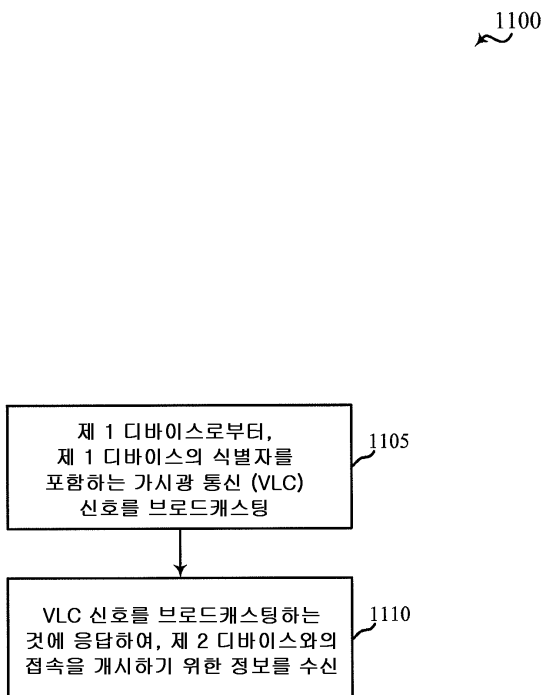 1100
제 1 디바이스로부터,
제 1 디바이스의 식별자를
포함하는 가시광 통신 (VLC)
신호를 브로드캐스팅
1105
VLC 신호를 브로드캐스팅하는
것에 응답하여, 제 2 디바이스와의
접속을 개시하기 위한 정보를 수신
1110